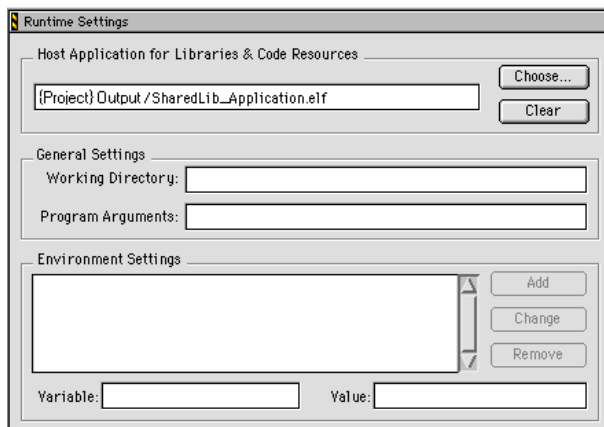 Runtime Settings
Host Application for Libraries & Code Resources
{Project} Output/SharedLib_Application.elf
Choose...
Clear
General Settings
Working Directory:
Program Arguments:
Environment Settings
Add
Change
Remove
Variable:
Value: